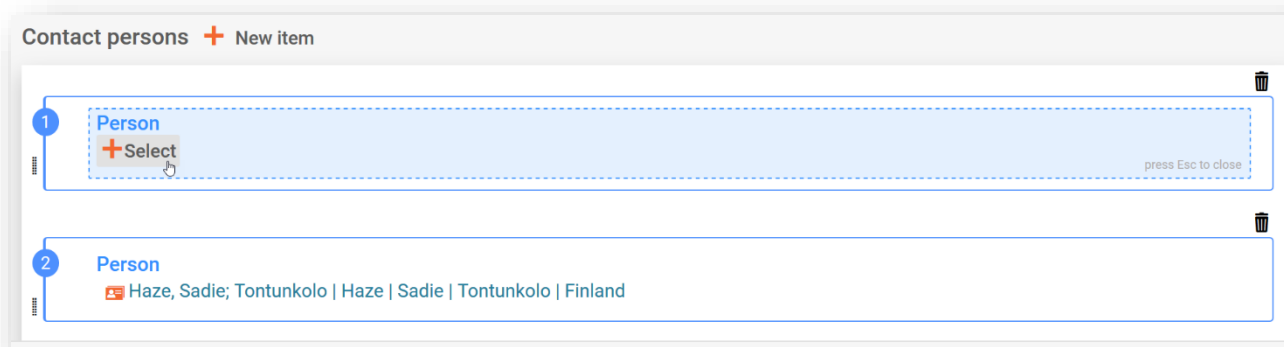 Contact persons + New item
1
Person
+Select
press Esc to close
2
Person
Haze, Sadie; Tontunkolo | Haze | Sadie | Tontunkolo | Finland